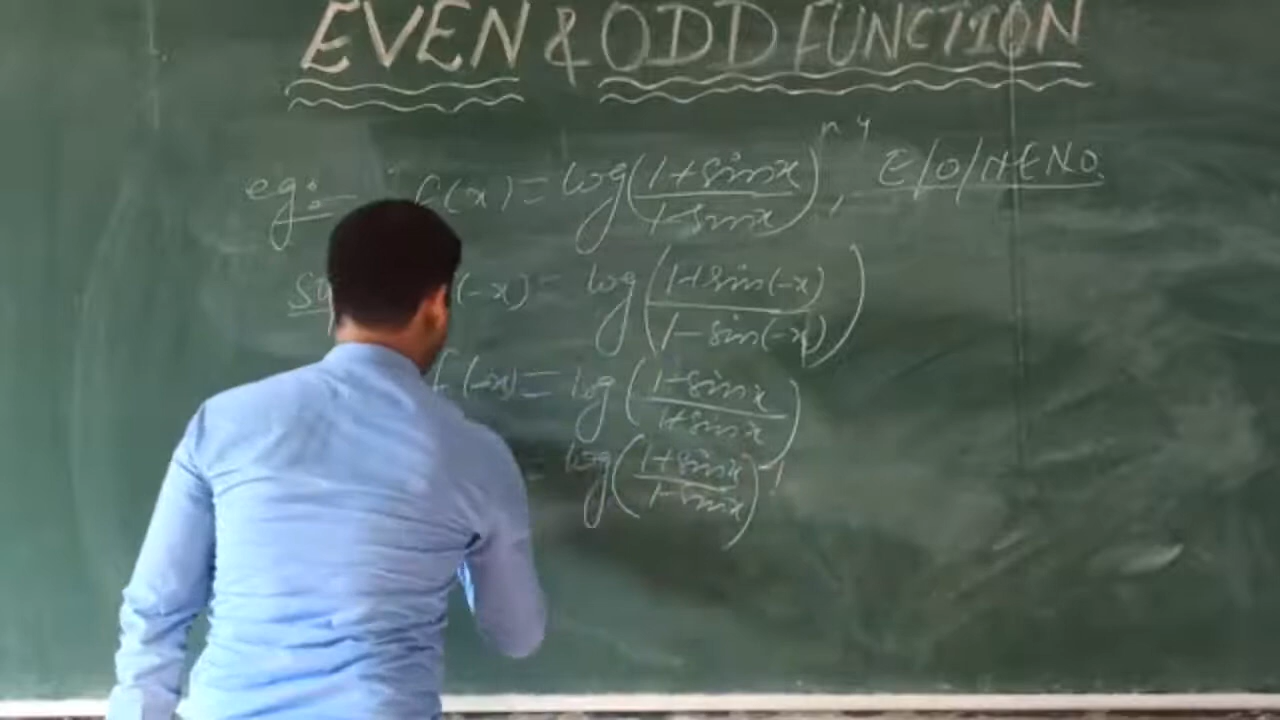 EVEN & ODD FUNCTION
eg:- f(x) = log(1+sinx/1-sinx), E/O/NENO.
(-x) = log(1+sin(-x)/1-sin(-x))
f(-x) = log(1-sinx/1+sinx)
= log(1+sinx/1-sinx)^-1